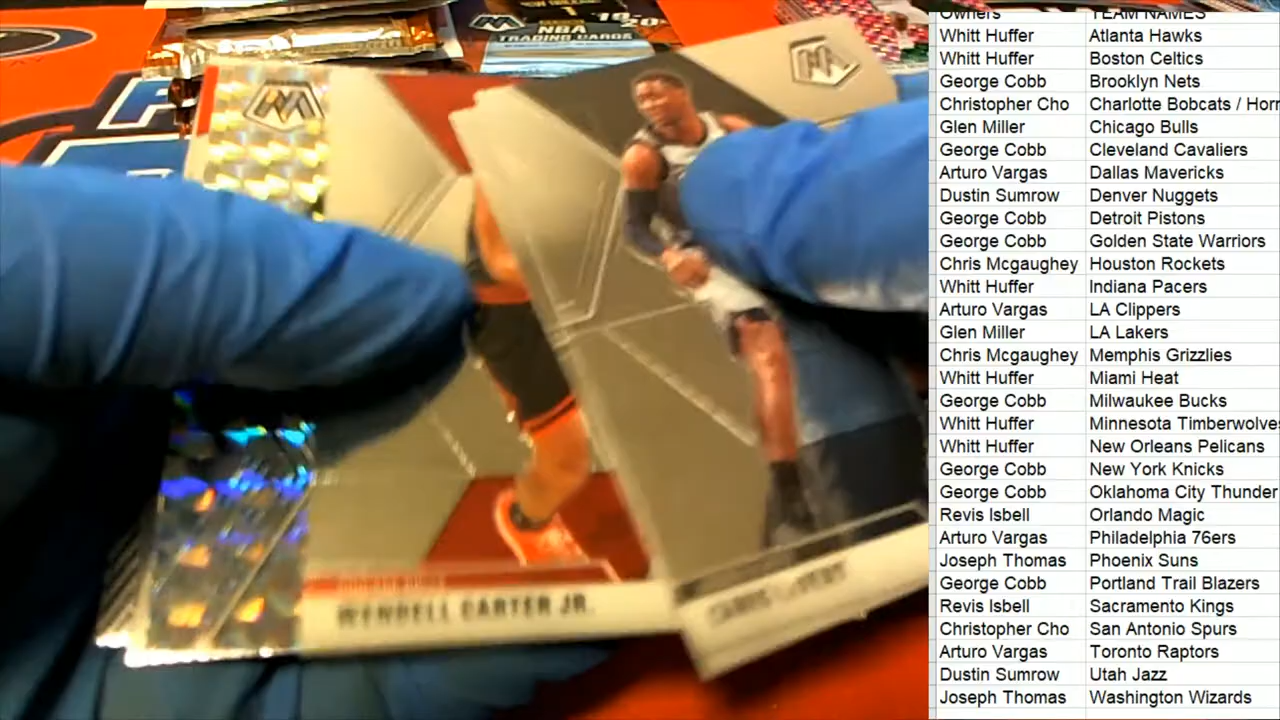 NBA
TRADING CARDS
WENDELL CARTER JR.
Owners TEAM NAMES
Whitt Huffer Atlanta Hawks
Whitt Huffer Boston Celtics
George Cobb Brooklyn Nets
Christopher Cho Charlotte Bobcats / Horr
Glen Miller Chicago Bulls
George Cobb Cleveland Cavaliers
Arturo Vargas Dallas Mavericks
Dustin Sumrow Denver Nuggets
George Cobb Detroit Pistons
George Cobb Golden State Warriors
Chris Mcgaughey Houston Rockets
Whitt Huffer Indiana Pacers
Arturo Vargas LA Clippers
Glen Miller LA Lakers
Chris Mcgaughey Memphis Grizzlies
Whitt Huffer Miami Heat
George Cobb Milwaukee Bucks
Whitt Huffer Minnesota Timberwolves
Whitt Huffer New Orleans Pelicans
George Cobb New York Knicks
George Cobb Oklahoma City Thunder
Revis Isbell Orlando Magic
Arturo Vargas Philadelphia 76ers
Joseph Thomas Phoenix Suns
George Cobb Portland Trail Blazers
Revis Isbell Sacramento Kings
Christopher Cho San Antonio Spurs
Arturo Vargas Toronto Raptors
Dustin Sumrow Utah Jazz
Joseph Thomas Washington Wizards